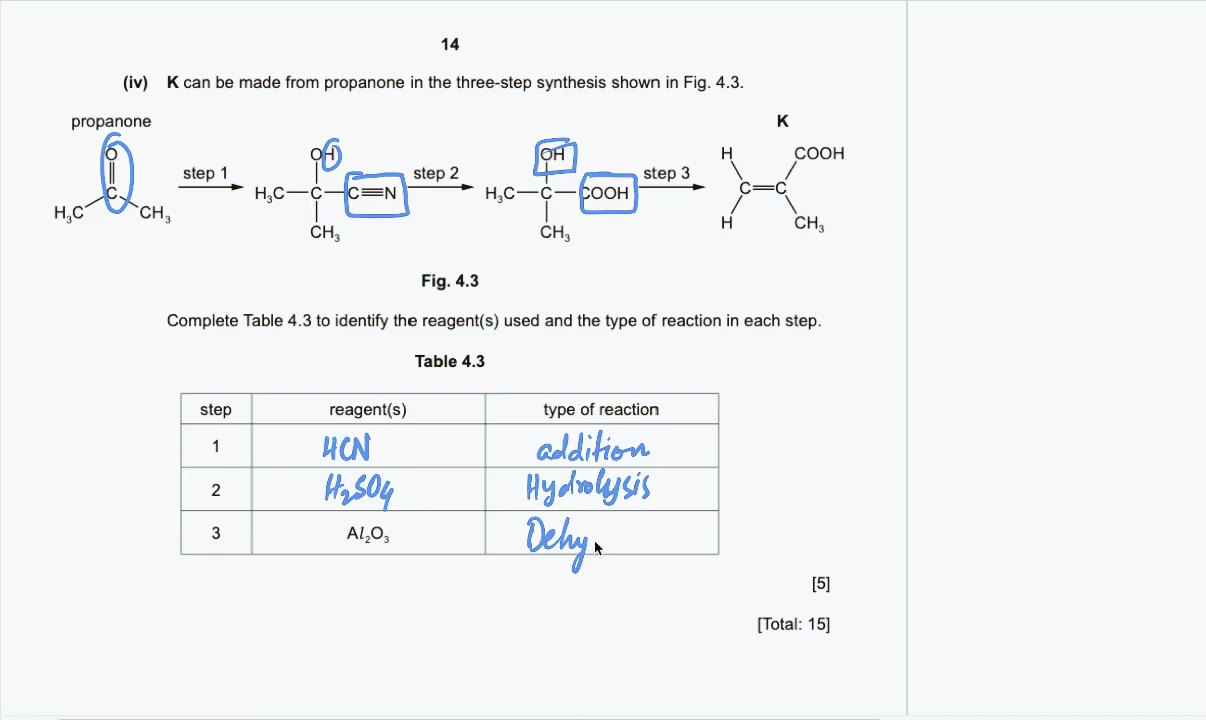 14
(iv) K can be made from propanone in the three-step synthesis shown in Fig. 4.3.
propanone
K
O
C
H₃C CH₃
step 1
OH
H₃C C C≡N
CH₃
step 2
OH
H₃C C COOH
CH₃
step 3
H COOH
C=C
H CH₃
Fig. 4.3
Complete Table 4.3 to identify the reagent(s) used and the type of reaction in each step.
Table 4.3
step reagent(s) type of reaction
1 HCN addition
2 H₂SO₄ Hydrolysis
3 Al₂O₃ Dehy
[5]
[Total: 15]